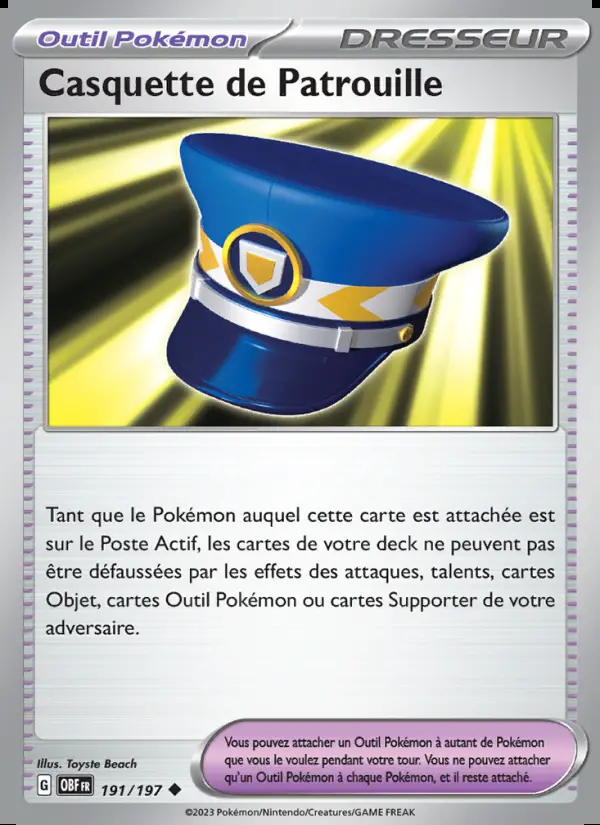 Outil Pokémon
DRESSEUR
Casquette de Patrouille
Tant que le Pokémon auquel cette carte est attachée est
sur le Poste Actif, les cartes de votre deck ne peuvent pas
être défaussées par les effets des attaques, talents, cartes
Objet, cartes Outil Pokémon ou cartes Supporter de votre
adversaire.
Illus. Toyste Beach
G OBF FR 191/197
Vous pouvez attacher un Outil Pokémon à autant de Pokémon
que vous le voulez pendant votre tour. Vous ne pouvez attacher
qu'un Outil Pokémon à chaque Pokémon, et il reste attaché.
©2023 Pokémon/Nintendo/Creatures/GAME FREAK